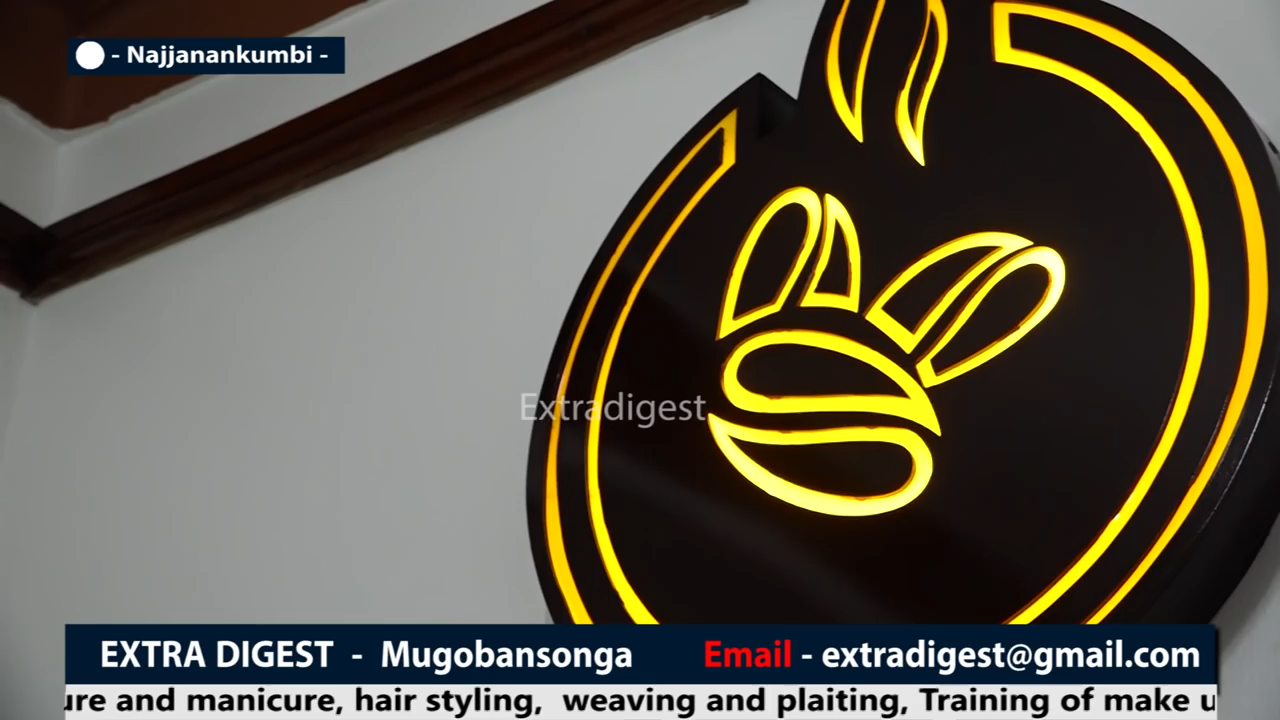 - Najjanankumbi -
Extradigest
EXTRA DIGEST - Mugobansonga Email - extradigest@gmail.com
and manicure, hair styling, weaving and plaiting, Training of make